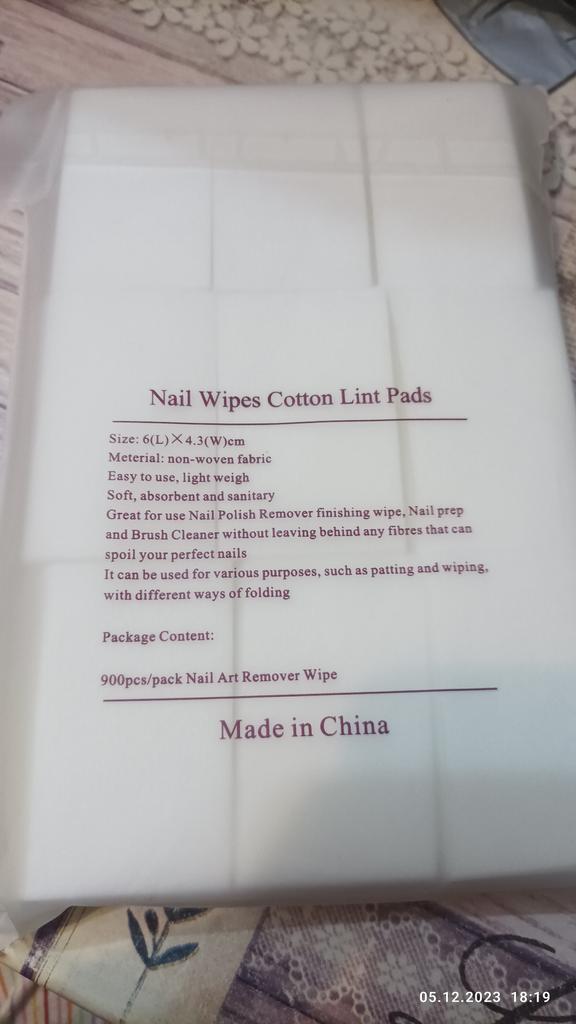 Nail Wipes Cotton Lint Pads
Size: 6(L)×4.3(W)cm
Meterial: non-woven fabric
Easy to use, light weigh
Soft, absorbent and sanitary
Great for use Nail Polish Remover finishing wipe, Nail prep
and Brush Cleaner without leaving behind any fibres that can
spoil your perfect nails
It can be used for various purposes, such as patting and wiping,
with different ways of folding
Package Content:
900pcs/pack Nail Art Remover Wipe
Made in China
05.12.2023 18:19